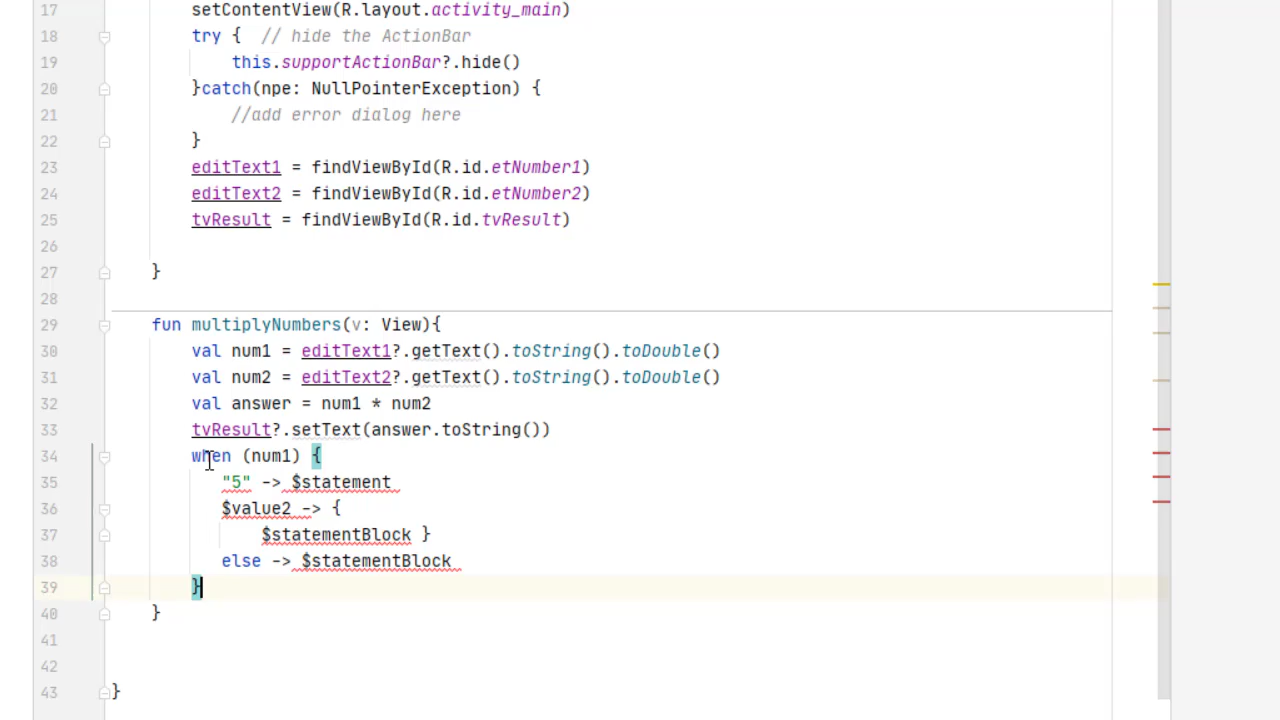 17 setContentView(R.layout.activity_main)
18 try { // hide the ActionBar
19 this.supportActionBar?.hide()
20 }catch(npe: NullPointerException) {
21 //add error dialog here
22 }
23 editText1 = findViewById(R.id.etNumber1)
24 editText2 = findViewById(R.id.etNumber2)
25 tvResult = findViewById(R.id.tvResult)
26
27 }
28
29 fun multiplyNumbers(v: View){
30 val num1 = editText1?.getText().toString().toDouble()
31 val num2 = editText2?.getText().toString().toDouble()
32 val answer = num1 * num2
33 tvResult?.setText(answer.toString())
34 when (num1) {
35 "5" -> $statement
36 $value2 -> {
37 $statementBlock }
38 else -> $statementBlock
39 }
40 }
41
42
43 }